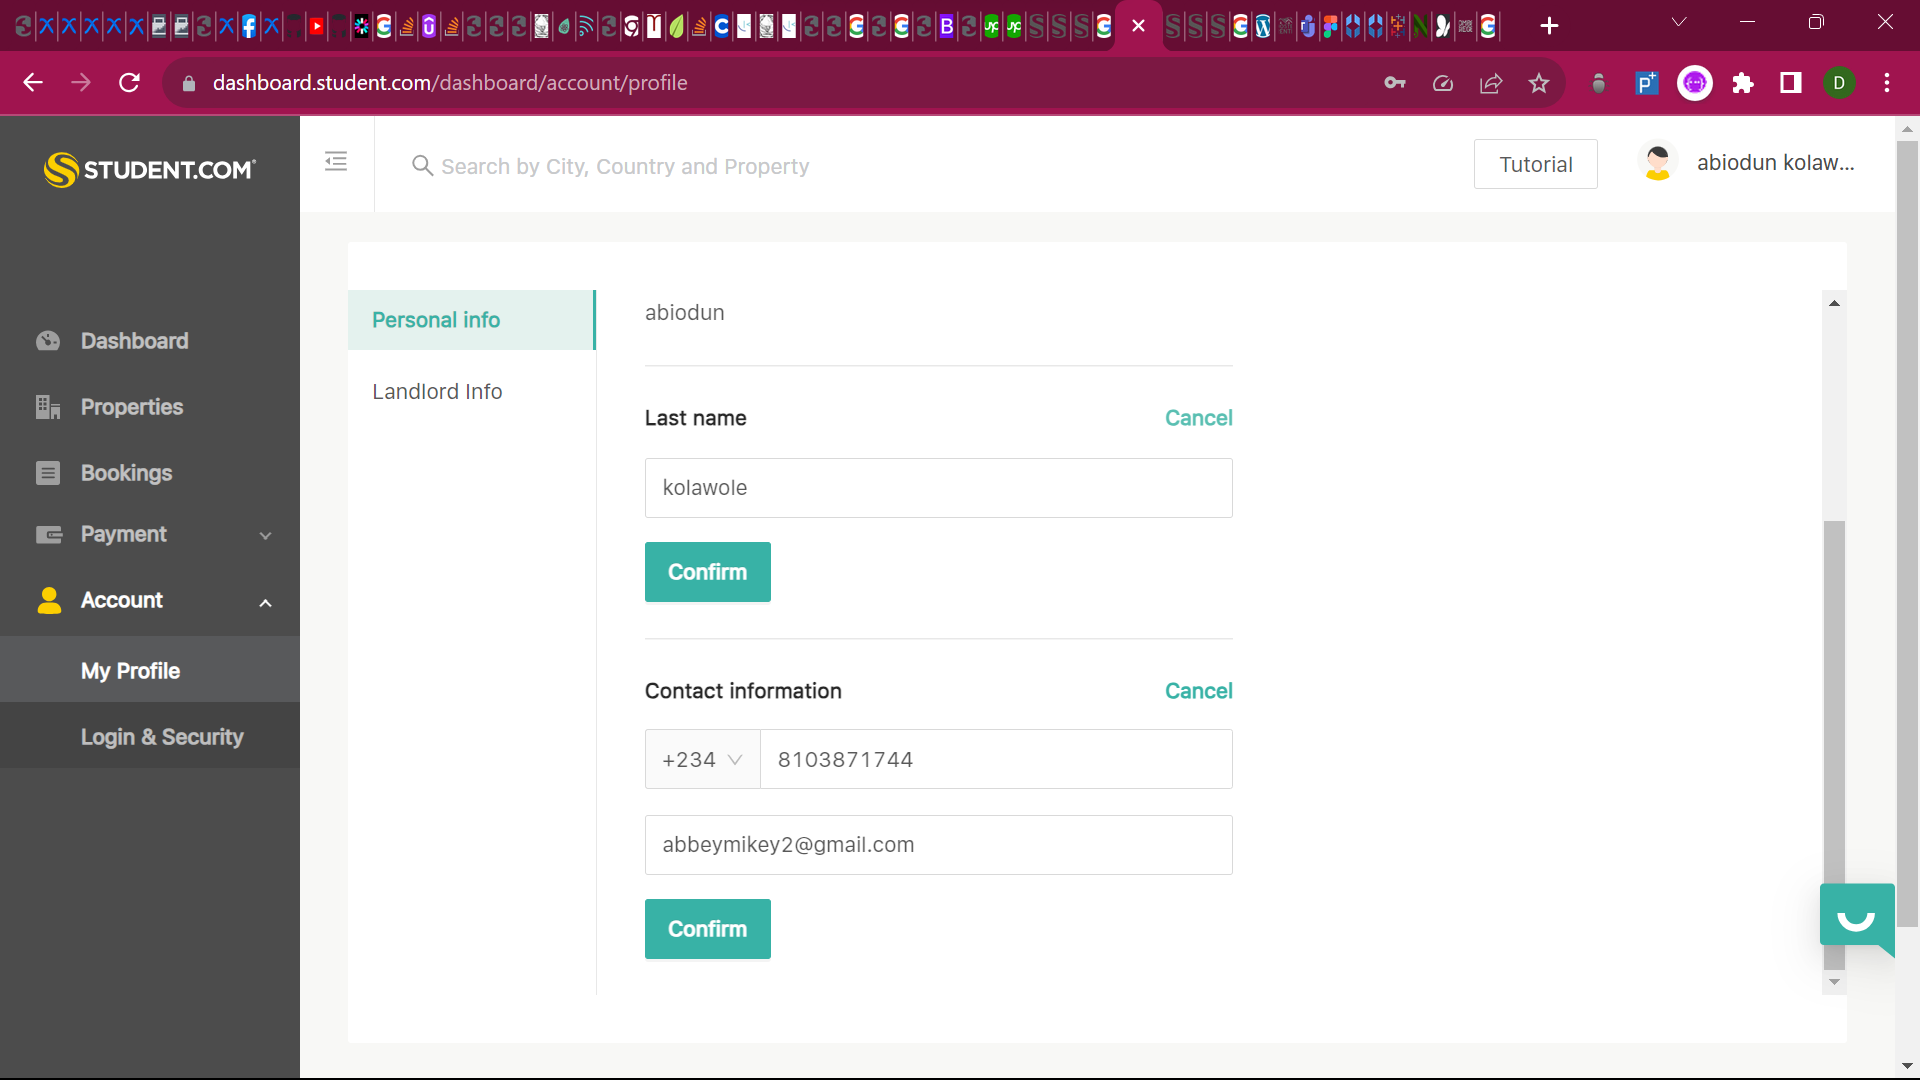 dashboard.student.com/dashboard/account/profile
D
STUDENT.COM
Search by City, Country and Property
Tutorial
abiodun kolaw...
Dashboard
Properties
Bookings
Payment
Account
My Profile
Login & Security
Personal info
Landlord Info
abiodun
Last name
Cancel
kolawole
Confirm
Contact information
Cancel
+234
8103871744
abbeymikey2@gmail.com
Confirm